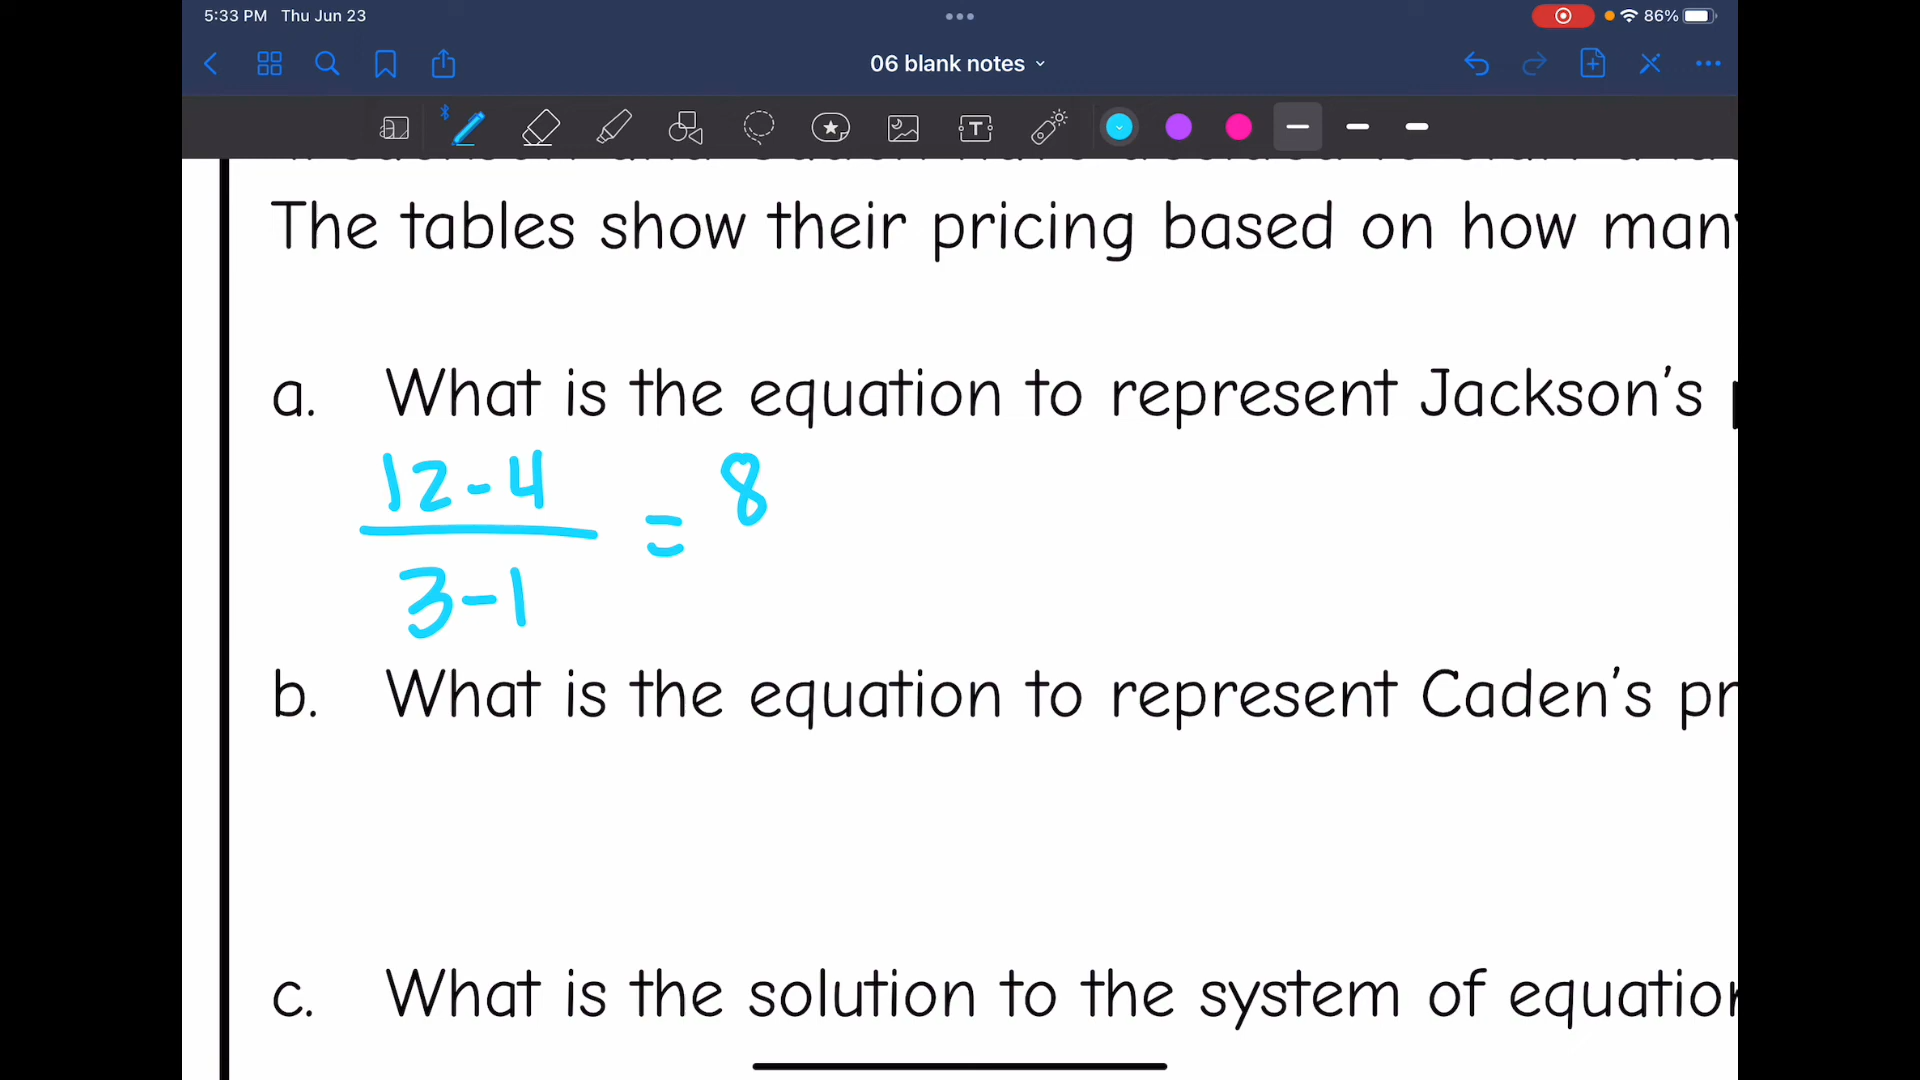 5:33 PM Thu Jun 23
86%
06 blank notes
The tables show their pricing based on how many
a. What is the equation to represent Jackson's
12-4 = 8
3-1
b. What is the equation to represent Caden's pr
c. What is the solution to the system of equation